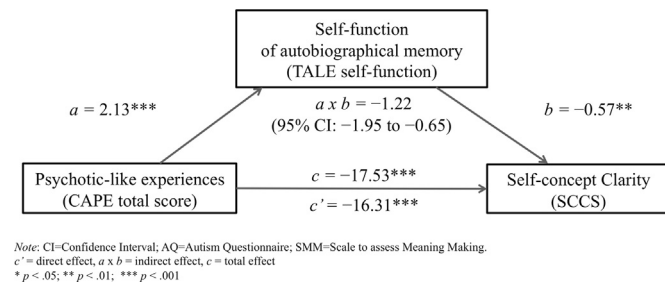 Self-function
of autobiographical memory
(TALE self-function)
a = 2.13***
a x b = −1.22
(95% CI: −1.95 to −0.65)
b = −0.57**
Psychotic-like experiences
(CAPE total score)
c = −17.53***
c’ = −16.31***
Self-concept Clarity
(SCCS)
Note: CI=Confidence Interval; AQ=Autism Questionnaire; SMM=Scale to assess Meaning Making.
c’ = direct effect, a x b = indirect effect, c = total effect
* p < .05; ** p < .01; *** p < .001